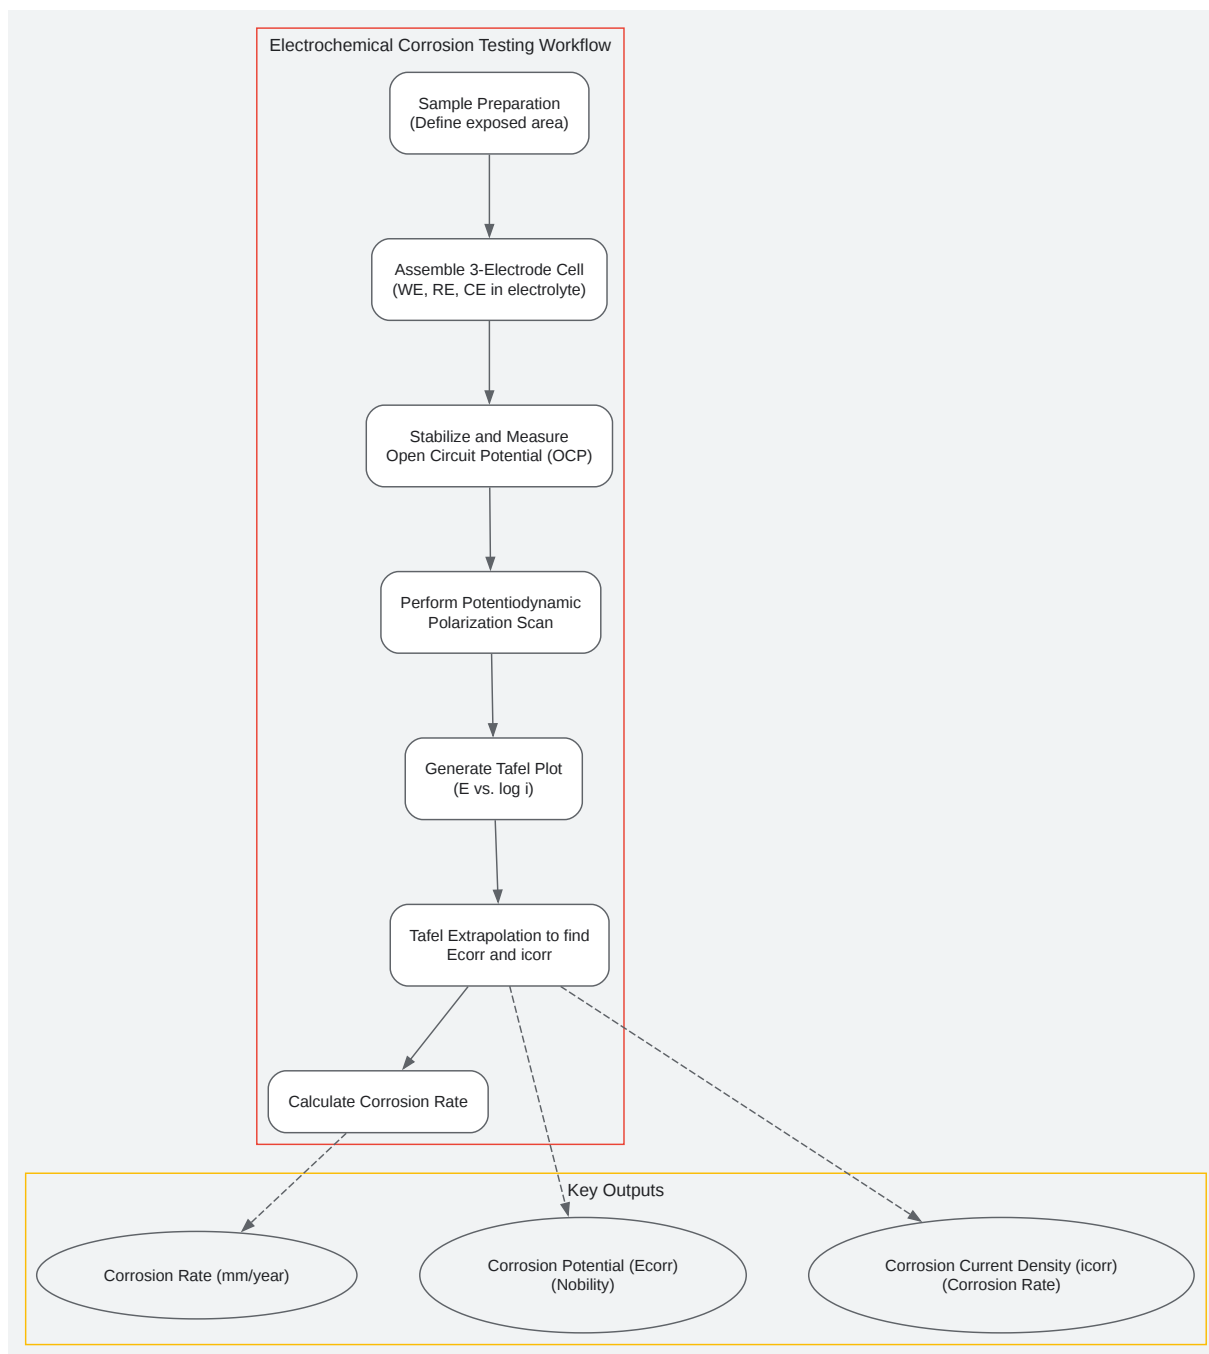 Electrochemical Corrosion Testing Workflow
Sample Preparation
(Define exposed area)
Assemble 3-Electrode Cell
(WE, RE, CE in electrolyte)
Stabilize and Measure
Open Circuit Potential (OCP)
Perform Potentiodynamic
Polarization Scan
Generate Tafel Plot
(E vs. log i)
Tafel Extrapolation to find
Ecorr and icorr
Calculate Corrosion Rate
Key Outputs
Corrosion Rate (mm/year)
Corrosion Potential (Ecorr)
(Nobility)
Corrosion Current Density (icorr)
(Corrosion Rate)